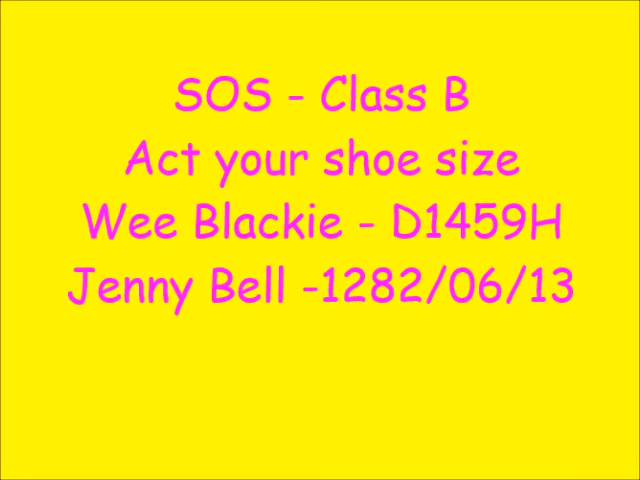 SOS - Class B
Act your shoe size
Wee Blackie - D1459H
Jenny Bell -1282/06/13